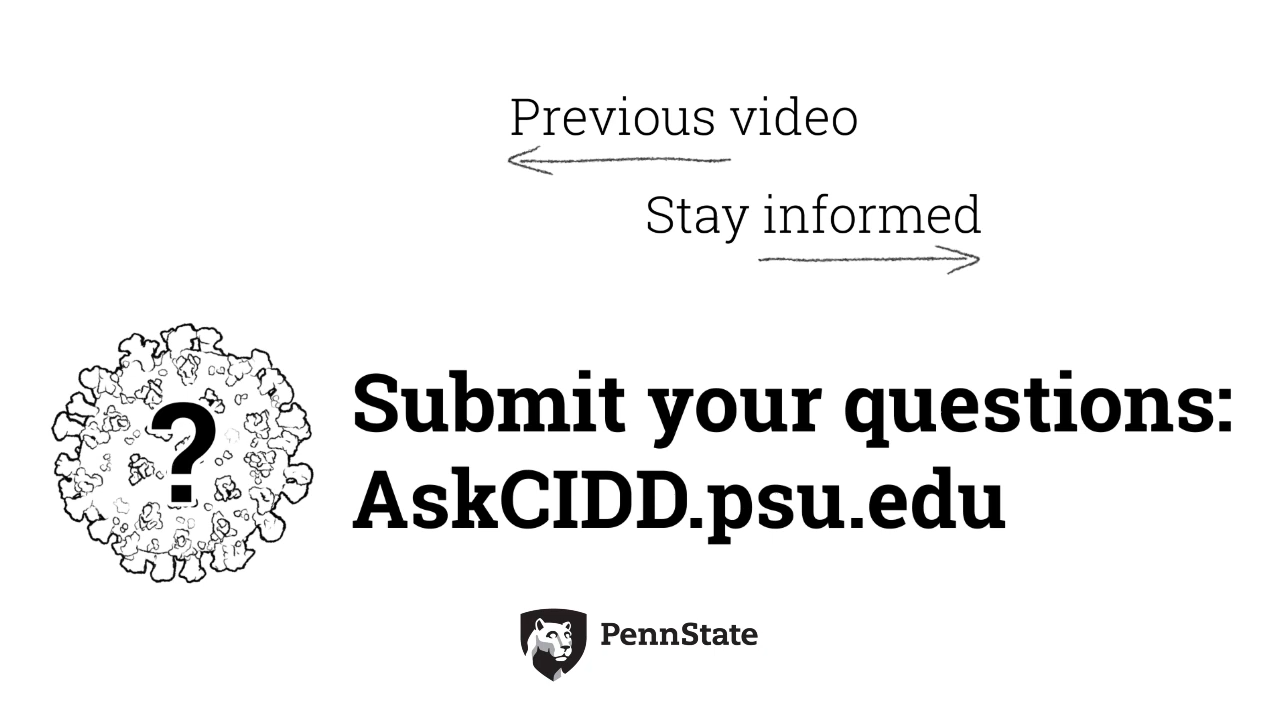 Previous video
Stay informed
?
Submit your questions:
AskCIDD.psu.edu
PennState